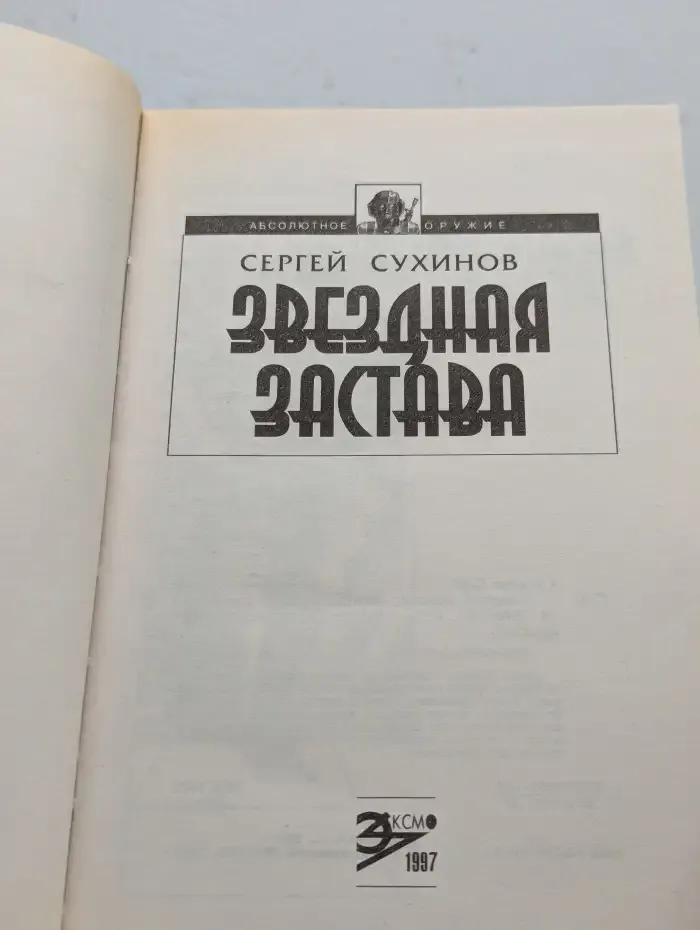 АБСОЛЮТНОЕ ОРУЖИЕ
СЕРГЕЙ СУХИНОВ
ЗВЕЗДНАЯ
ЗАСТАВА
ЭКСМО
1997